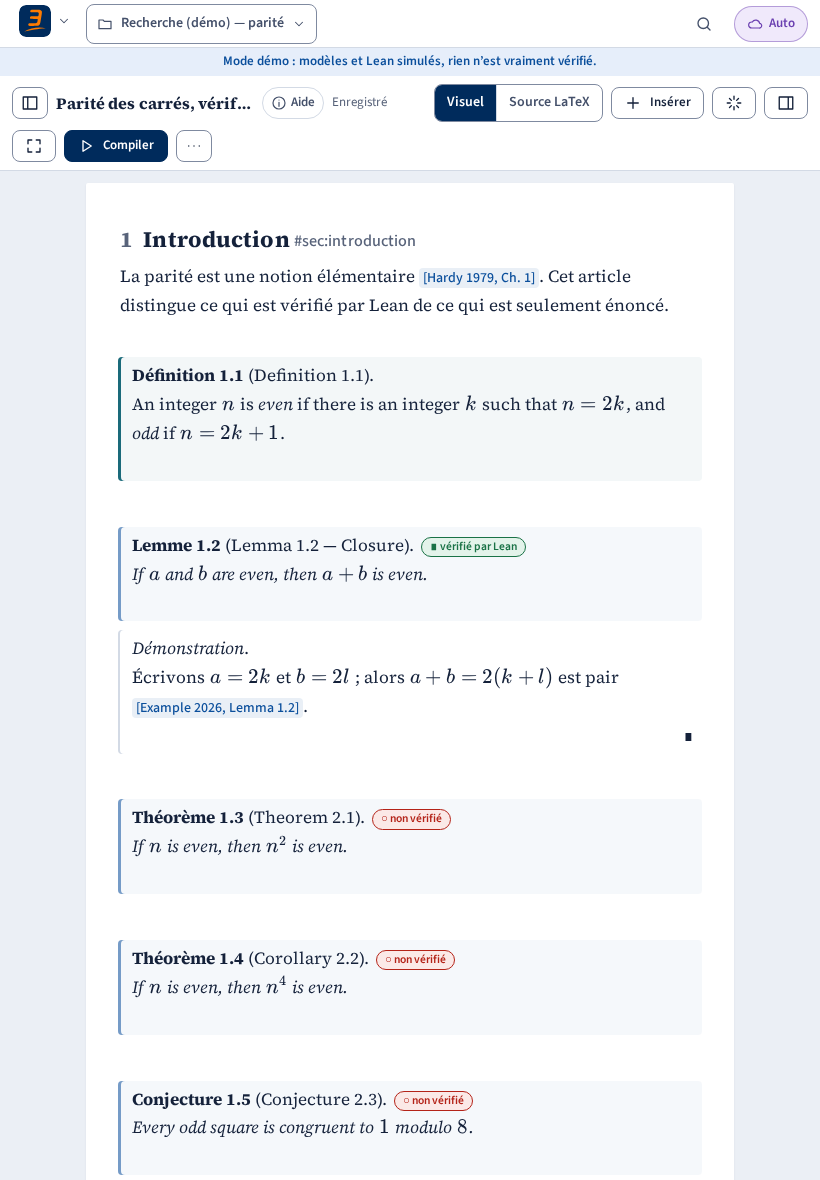 Recherche (démo) — parité
Auto
Mode démo : modèles et Lean simulés, rien n’est vraiment vérifié.
Parité des carrés, vérif…
Aide
Enregistré
Visuel
Source LaTeX
Insérer
Compiler
···
1 Introduction #sec:introduction
La parité est une notion élémentaire [Hardy 1979, Ch. 1]. Cet article
distingue ce qui est vérifié par Lean de ce qui est seulement énoncé.
Définition 1.1 (Definition 1.1).
An integer n is even if there is an integer k such that n = 2k, and
odd if n = 2k + 1.
Lemme 1.2 (Lemma 1.2 — Closure). ∎ vérifié par Lean
If a and b are even, then a + b is even.
Démonstration.
Écrivons a = 2k et b = 2l ; alors a + b = 2(k + l) est pair
[Example 2026, Lemma 1.2].
∎
Théorème 1.3 (Theorem 2.1). ○ non vérifié
If n is even, then n² is even.
Théorème 1.4 (Corollary 2.2). ○ non vérifié
If n is even, then n⁴ is even.
Conjecture 1.5 (Conjecture 2.3). ○ non vérifié
Every odd square is congruent to 1 modulo 8.